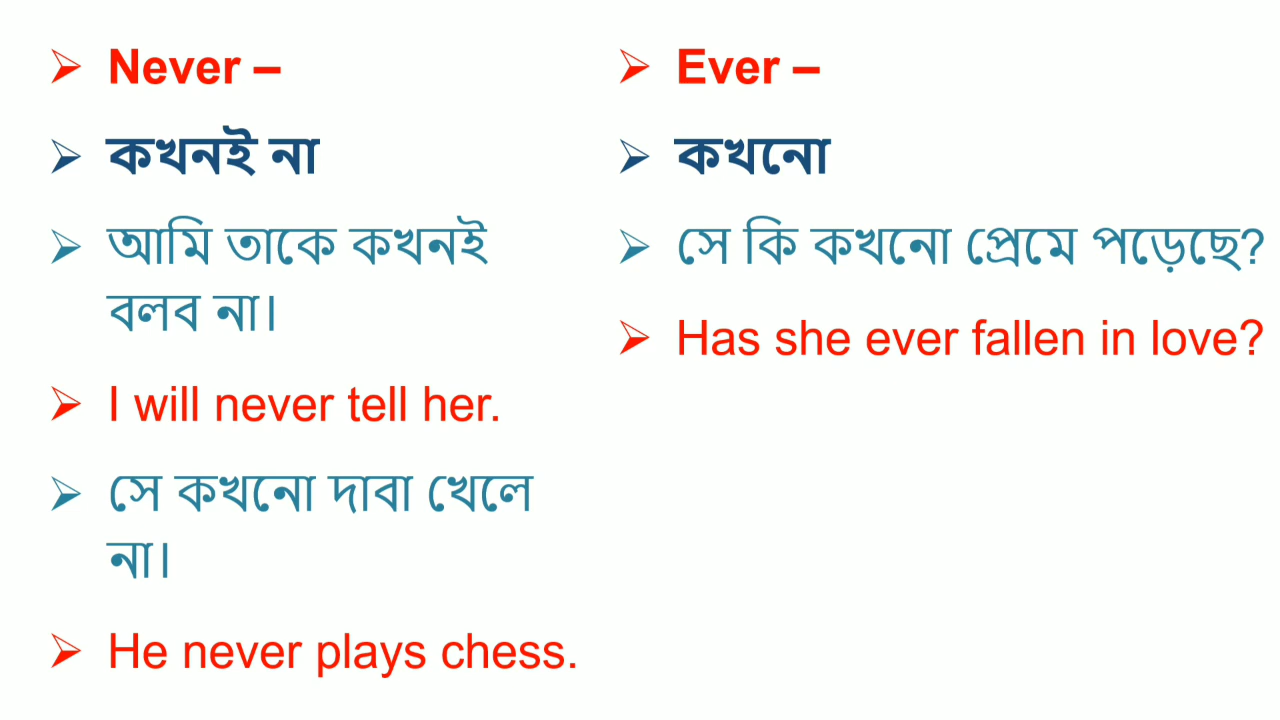 Never –
কখনই না
আমি তাকে কখনই
বলব না।
I will never tell her.
সে কখনো দাবা খেলে
না।
He never plays chess.
Ever –
কখনো
সে কি কখনো প্রেমে পড়েছে?
Has she ever fallen in love?